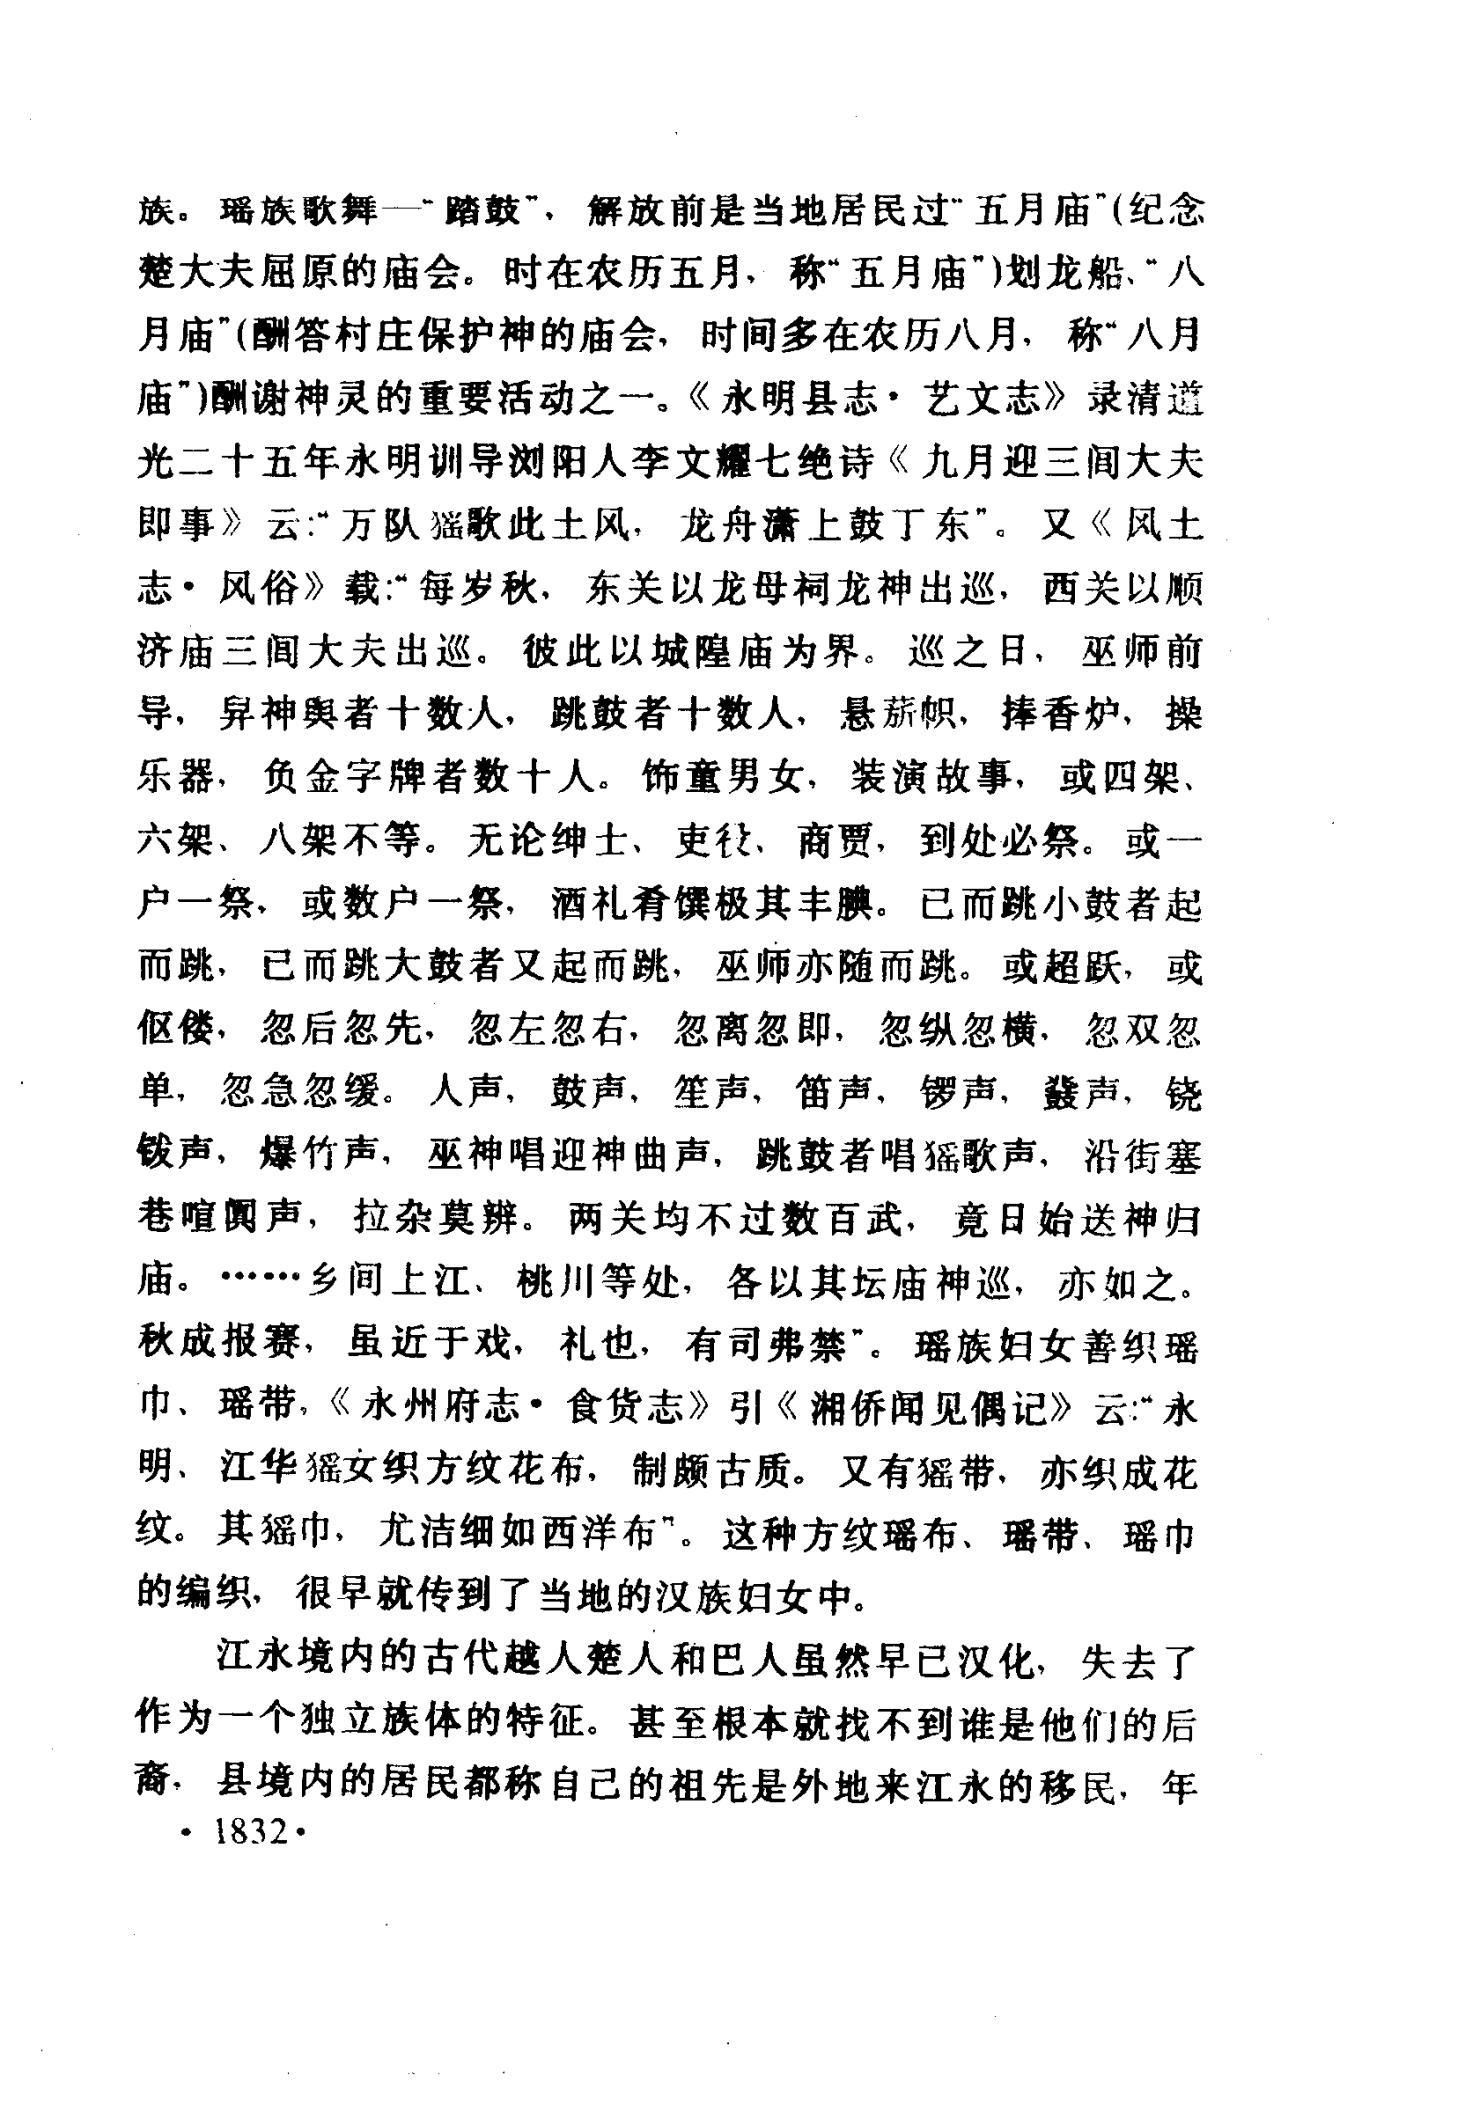 族。瑶族歌舞—“踏鼓”，解放前是当地居民过“五月庙”(纪念
楚大夫屈原的庙会。时在农历五月，称“五月庙”)划龙船、“八
月庙”(酬答村庄保护神的庙会，时间多在农历八月，称“八月
庙”)酬谢神灵的重要活动之一。《永明县志·艺文志》录清道
光二十五年永明训导浏阳人李文耀七绝诗《九月迎三闾大夫
即事》云:“万队猺歌此土风，龙舟潇上鼓丁东”。又《风土
志·风俗》载:“每岁秋，东关以龙母祠龙神出巡，西关以顺
济庙三闾大夫出巡。彼此以城隍庙为界。巡之日，巫师前
导，舁神舆者十数人，跳鼓者十数人，悬薪帜，捧香炉，操
乐器，负金字牌者数十人。饰童男女，装演故事，或四架、
六架、八架不等。无论绅士、吏役、商贾，到处必祭。或一
户一祭，或数户一祭，酒礼肴馔极其丰腆。已而跳小鼓者起
而跳，已而跳大鼓者又起而跳，巫师亦随而跳。或超跃，或
伛偻，忽后忽先，忽左忽右，忽离忽即，忽纵忽横，忽双忽
单，忽急忽缓。人声，鼓声，笙声，笛声，锣声，鼗声，铙
钹声，爆竹声，巫神唱迎神曲声，跳鼓者唱猺歌声，沿街塞
巷喧阗声，拉杂莫辨。两关均不过数百武，竟日始送神归
庙。……乡间上江、桃川等处，各以其坛庙神巡，亦如之。
秋成报赛，虽近于戏，礼也，有司弗禁”。瑶族妇女善织瑶
巾、瑶带，《永州府志·食货志》引《湘侨闻见偶记》云:“永
明、江华猺女织方纹花布，制颇古质。又有猺带，亦织成花
纹。其猺巾，尤洁细如西洋布”。这种方纹瑶布、瑶带、瑶巾
的编织，很早就传到了当地的汉族妇女中。
江永境内的古代越人楚人和巴人虽然早已汉化，失去了
作为一个独立族体的特征。甚至根本就找不到谁是他们的后
裔，县境内的居民都称自己的祖先是外地来江永的移民，年
·1832·